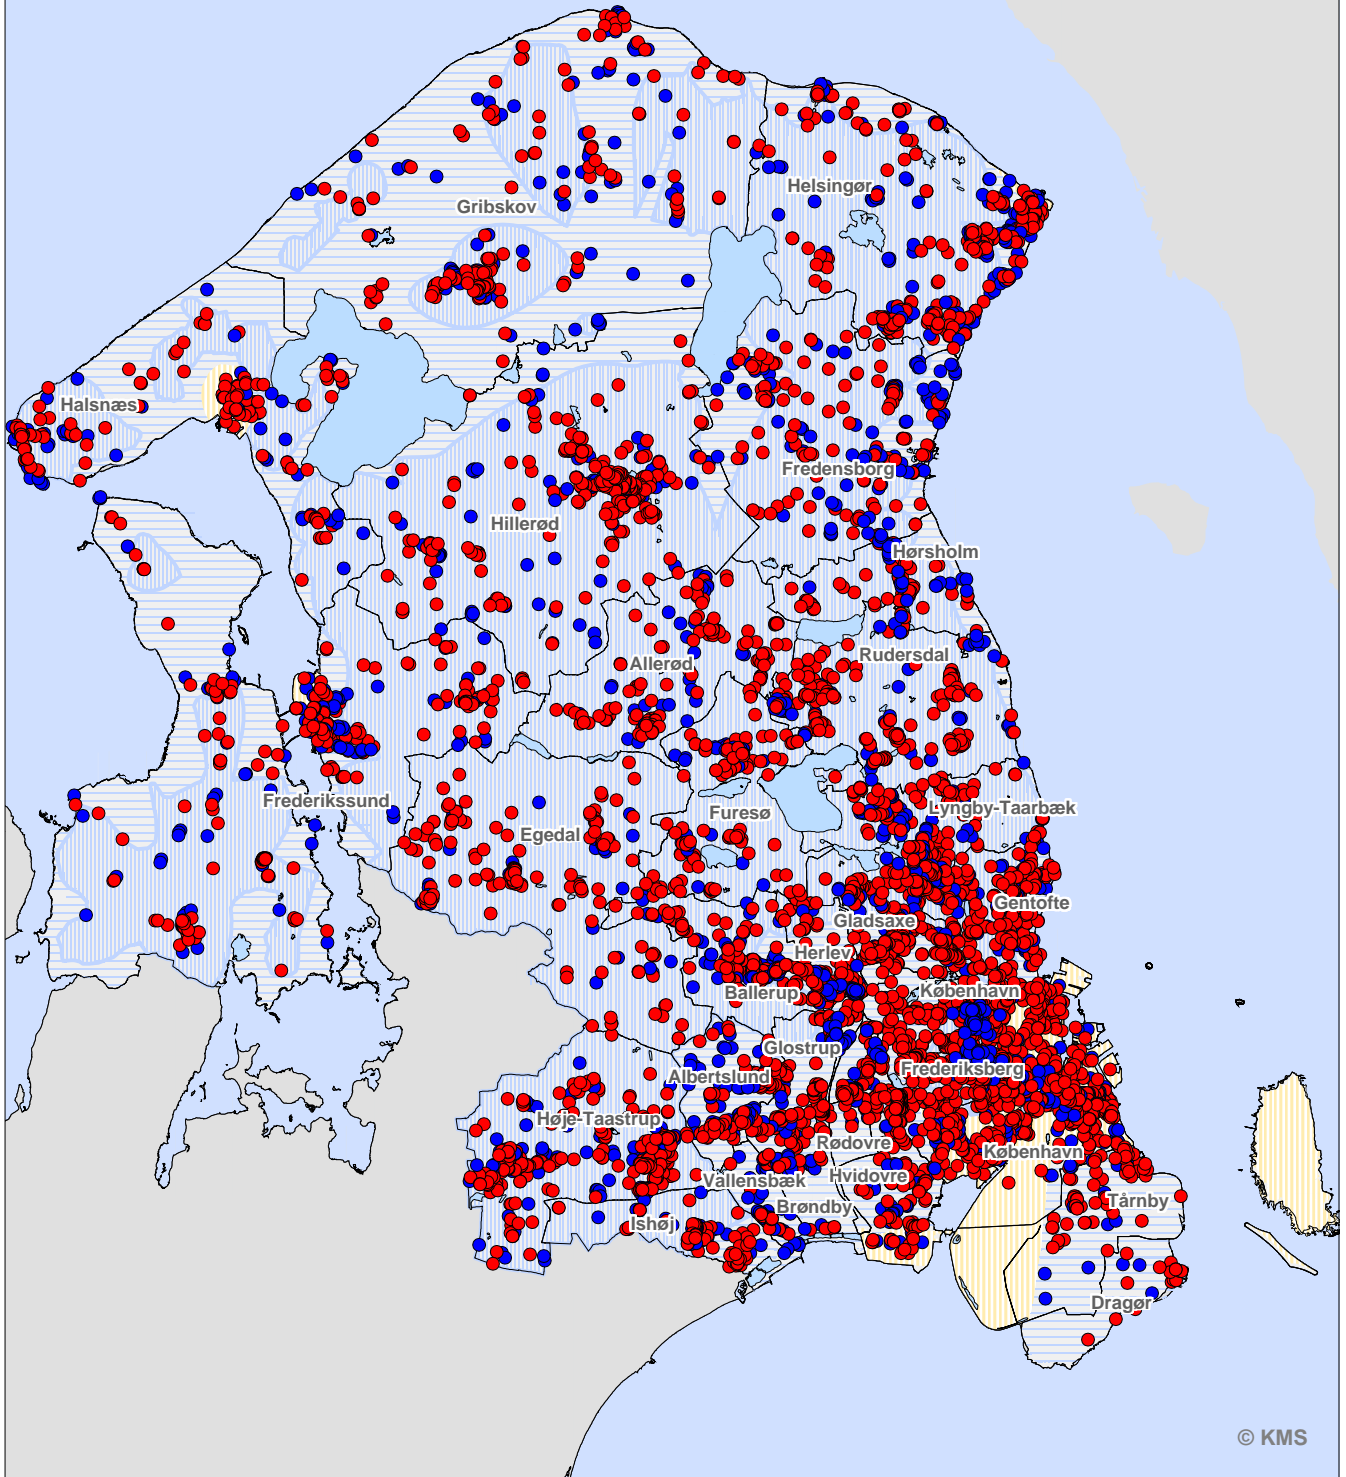 Helsingør
Gribskov
Halsnæs
Fredensborg
Hillerød
Hørsholm
Rudersdal
Allerød
Frederikssund
Lyngby-Taarbæk
Furesø
Egedal
Gentofte
Gladsaxe
Herlev
København
Ballerup
Glostrup
Frederiksberg
Albertslund
Høje-Taastrup
Rødovre
København
Hvidovre
Vallensbæk
Tårnby
Brøndby
Ishøj
Dragør
© KMS